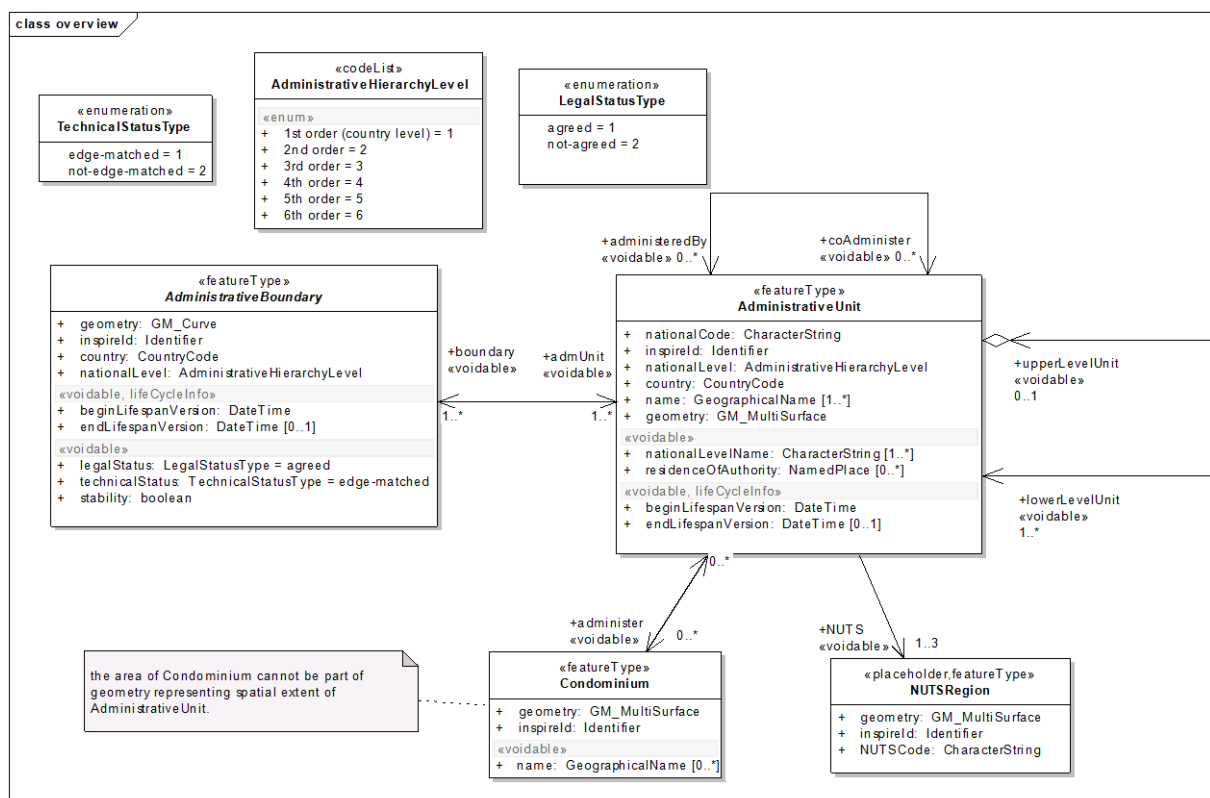 class overview
«enumeration»
TechnicalStatusType
edge-matched = 1
not-edge-matched = 2
«codeList»
AdministrativeHierarchyLevel
«enum»
+ 1st order (country level) = 1
+ 2nd order = 2
+ 3rd order = 3
+ 4th order = 4
+ 5th order = 5
+ 6th order = 6
«enumeration»
LegalStatusType
agreed = 1
not-agreed = 2
+administeredBy
«voidable» 0..*
+coAdminister
«voidable» 0..*
«featureType»
AdministrativeBoundary
+ geometry: GM_Curve
+ inspireId: Identifier
+ country: CountryCode
+ nationalLevel: AdministrativeHierarchyLevel
«voidable, lifeCycleInfo»
+ beginLifespanVersion: DateTime
+ endLifespanVersion: DateTime [0..1]
«voidable»
+ legalStatus: LegalStatusType = agreed
+ technicalStatus: TechnicalStatusType = edge-matched
+ stability: boolean
+boundary
«voidable»
1..*
+admUnit
«voidable»
1..*
«featureType»
AdministrativeUnit
+ nationalCode: CharacterString
+ inspireId: Identifier
+ nationalLevel: AdministrativeHierarchyLevel
+ country: CountryCode
+ name: GeographicalName [1..*]
+ geometry: GM_MultiSurface
«voidable»
+ nationalLevelName: CharacterString [1..*]
+ residenceOfAuthority: NamedPlace [0..*]
«voidable, lifeCycleInfo»
+ beginLifespanVersion: DateTime
+ endLifespanVersion: DateTime [0..1]
+upperLevelUnit
«voidable»
0..1
+lowerLevelUnit
«voidable»
1..*
0..*
+administer
«voidable»
0..*
+NUTS
«voidable»
1..3
the area of Condominium cannot be part of
geometry representing spatial extent of
AdministrativeUnit.
«featureType»
Condominium
+ geometry: GM_MultiSurface
+ inspireId: Identifier
«voidable»
+ name: GeographicalName [0..*]
«placeholder,featureType»
NUTSRegion
+ geometry: GM_MultiSurface
+ inspireId: Identifier
+ NUTSCode: CharacterString